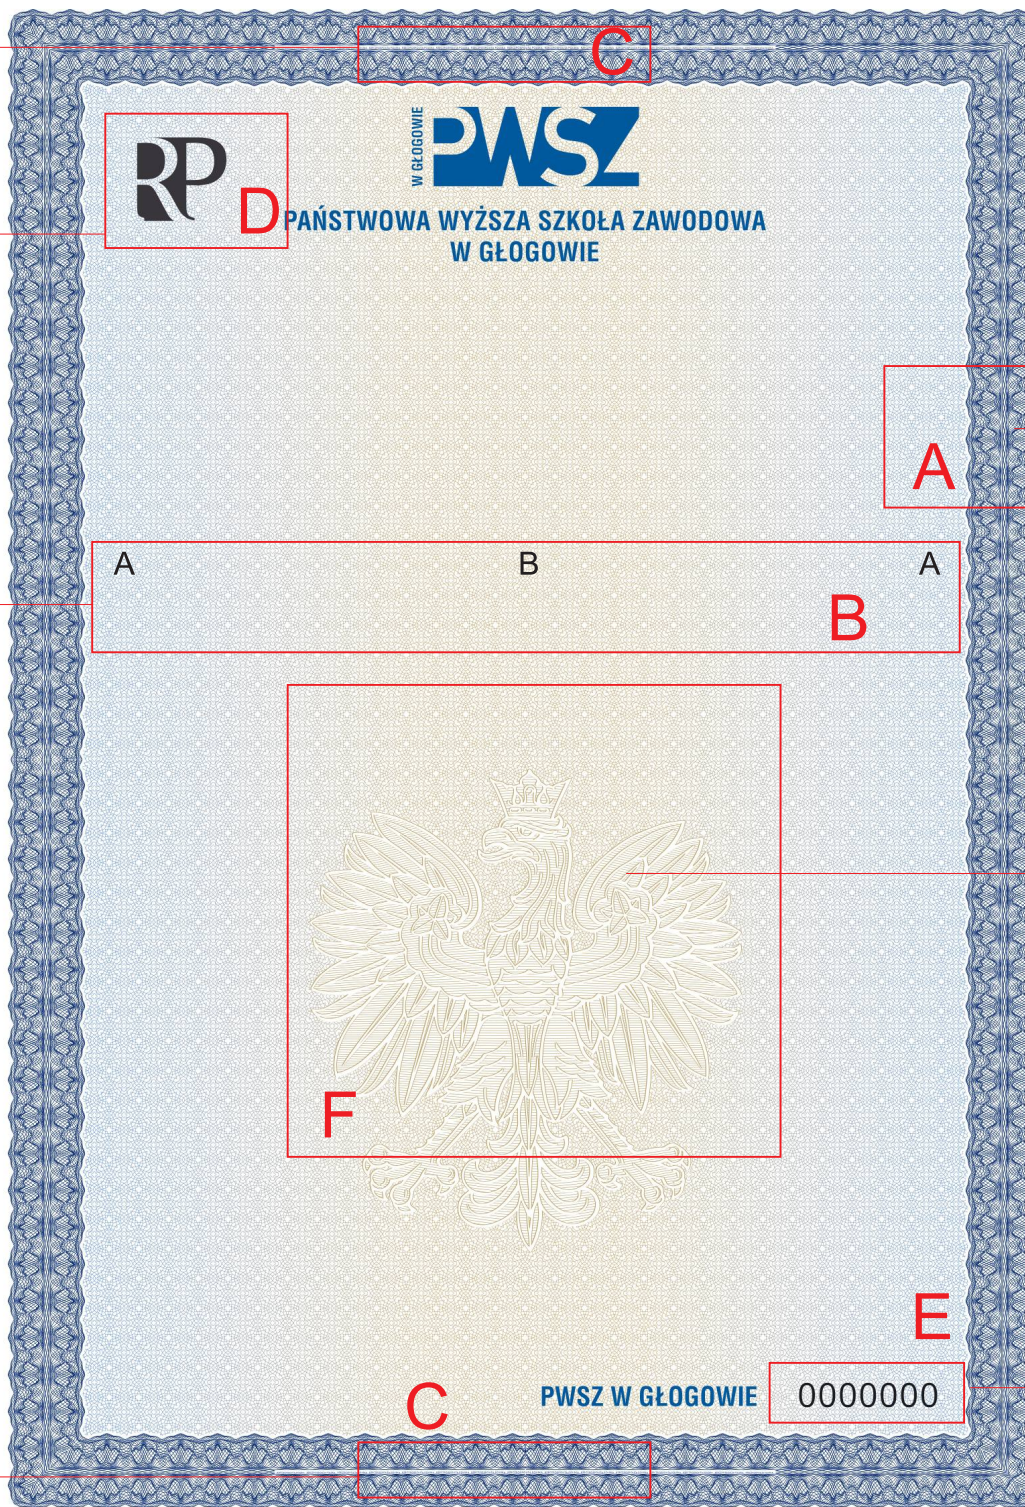 C
W GŁOGOWIE
PWSZ
RP
D
PAŃSTWOWA WYŻSZA SZKOŁA ZAWODOWA
W GŁOGOWIE
A
A B A
B
F
E
PWSZ W GŁOGOWIE 0000000
C